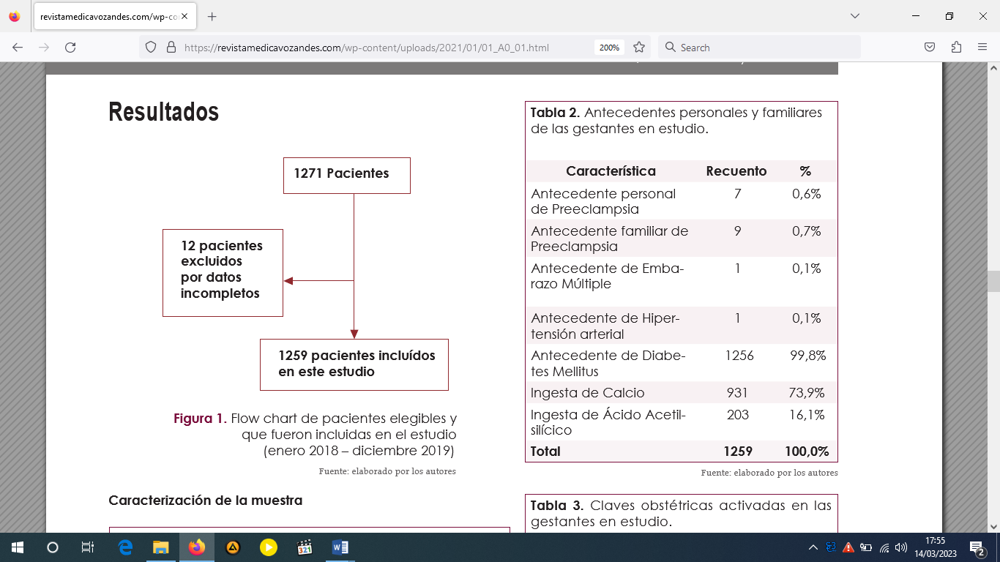 revistamedicavozandes.com/wp-co
https://revistamedicavozandes.com/wp-content/uploads/2021/01/01_A0_01.html
200%
Search
Resultados
1271 Pacientes
12 pacientes
excluidos
por datos
incompletos
1259 pacientes incluídos
en este estudio
Figura 1. Flow chart de pacientes elegibles y
que fueron incluidas en el estudio
(enero 2018 – diciembre 2019)
Fuente: elaborado por los autores
Caracterización de la muestra
Tabla 2. Antecedentes personales y familiares
de las gestantes en estudio.
Característica Recuento %
Antecedente personal 7 0,6%
de Preeclampsia
Antecedente familiar de 9 0,7%
Preeclampsia
Antecedente de Emba- 1 0,1%
razo Múltiple
Antecedente de Hiper- 1 0,1%
tensión arterial
Antecedente de Diabe- 1256 99,8%
tes Mellitus
Ingesta de Calcio 931 73,9%
Ingesta de Ácido Acetil- 203 16,1%
silícico
Total 1259 100,0%
Fuente: elaborado por los autores
Tabla 3. Claves obstétricas activadas en las
gestantes en estudio.
321
17:55
14/03/2023
2